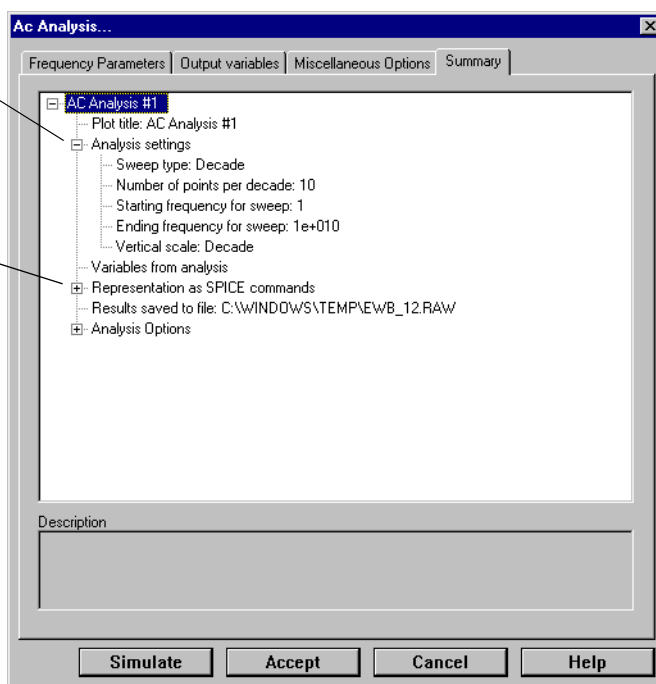 Ac Analysis...
Frequency Parameters Output variables Miscellaneous Options Summary
AC Analysis #1
Plot title: AC Analysis #1
Analysis settings
Sweep type: Decade
Number of points per decade: 10
Starting frequency for sweep: 1
Ending frequency for sweep: 1e+010
Vertical scale: Decade
Variables from analysis
Representation as SPICE commands
Results saved to file: C:\WINDOWS\TEMP\EWB_12.RAW
Analysis Options
Description
Simulate Accept Cancel Help